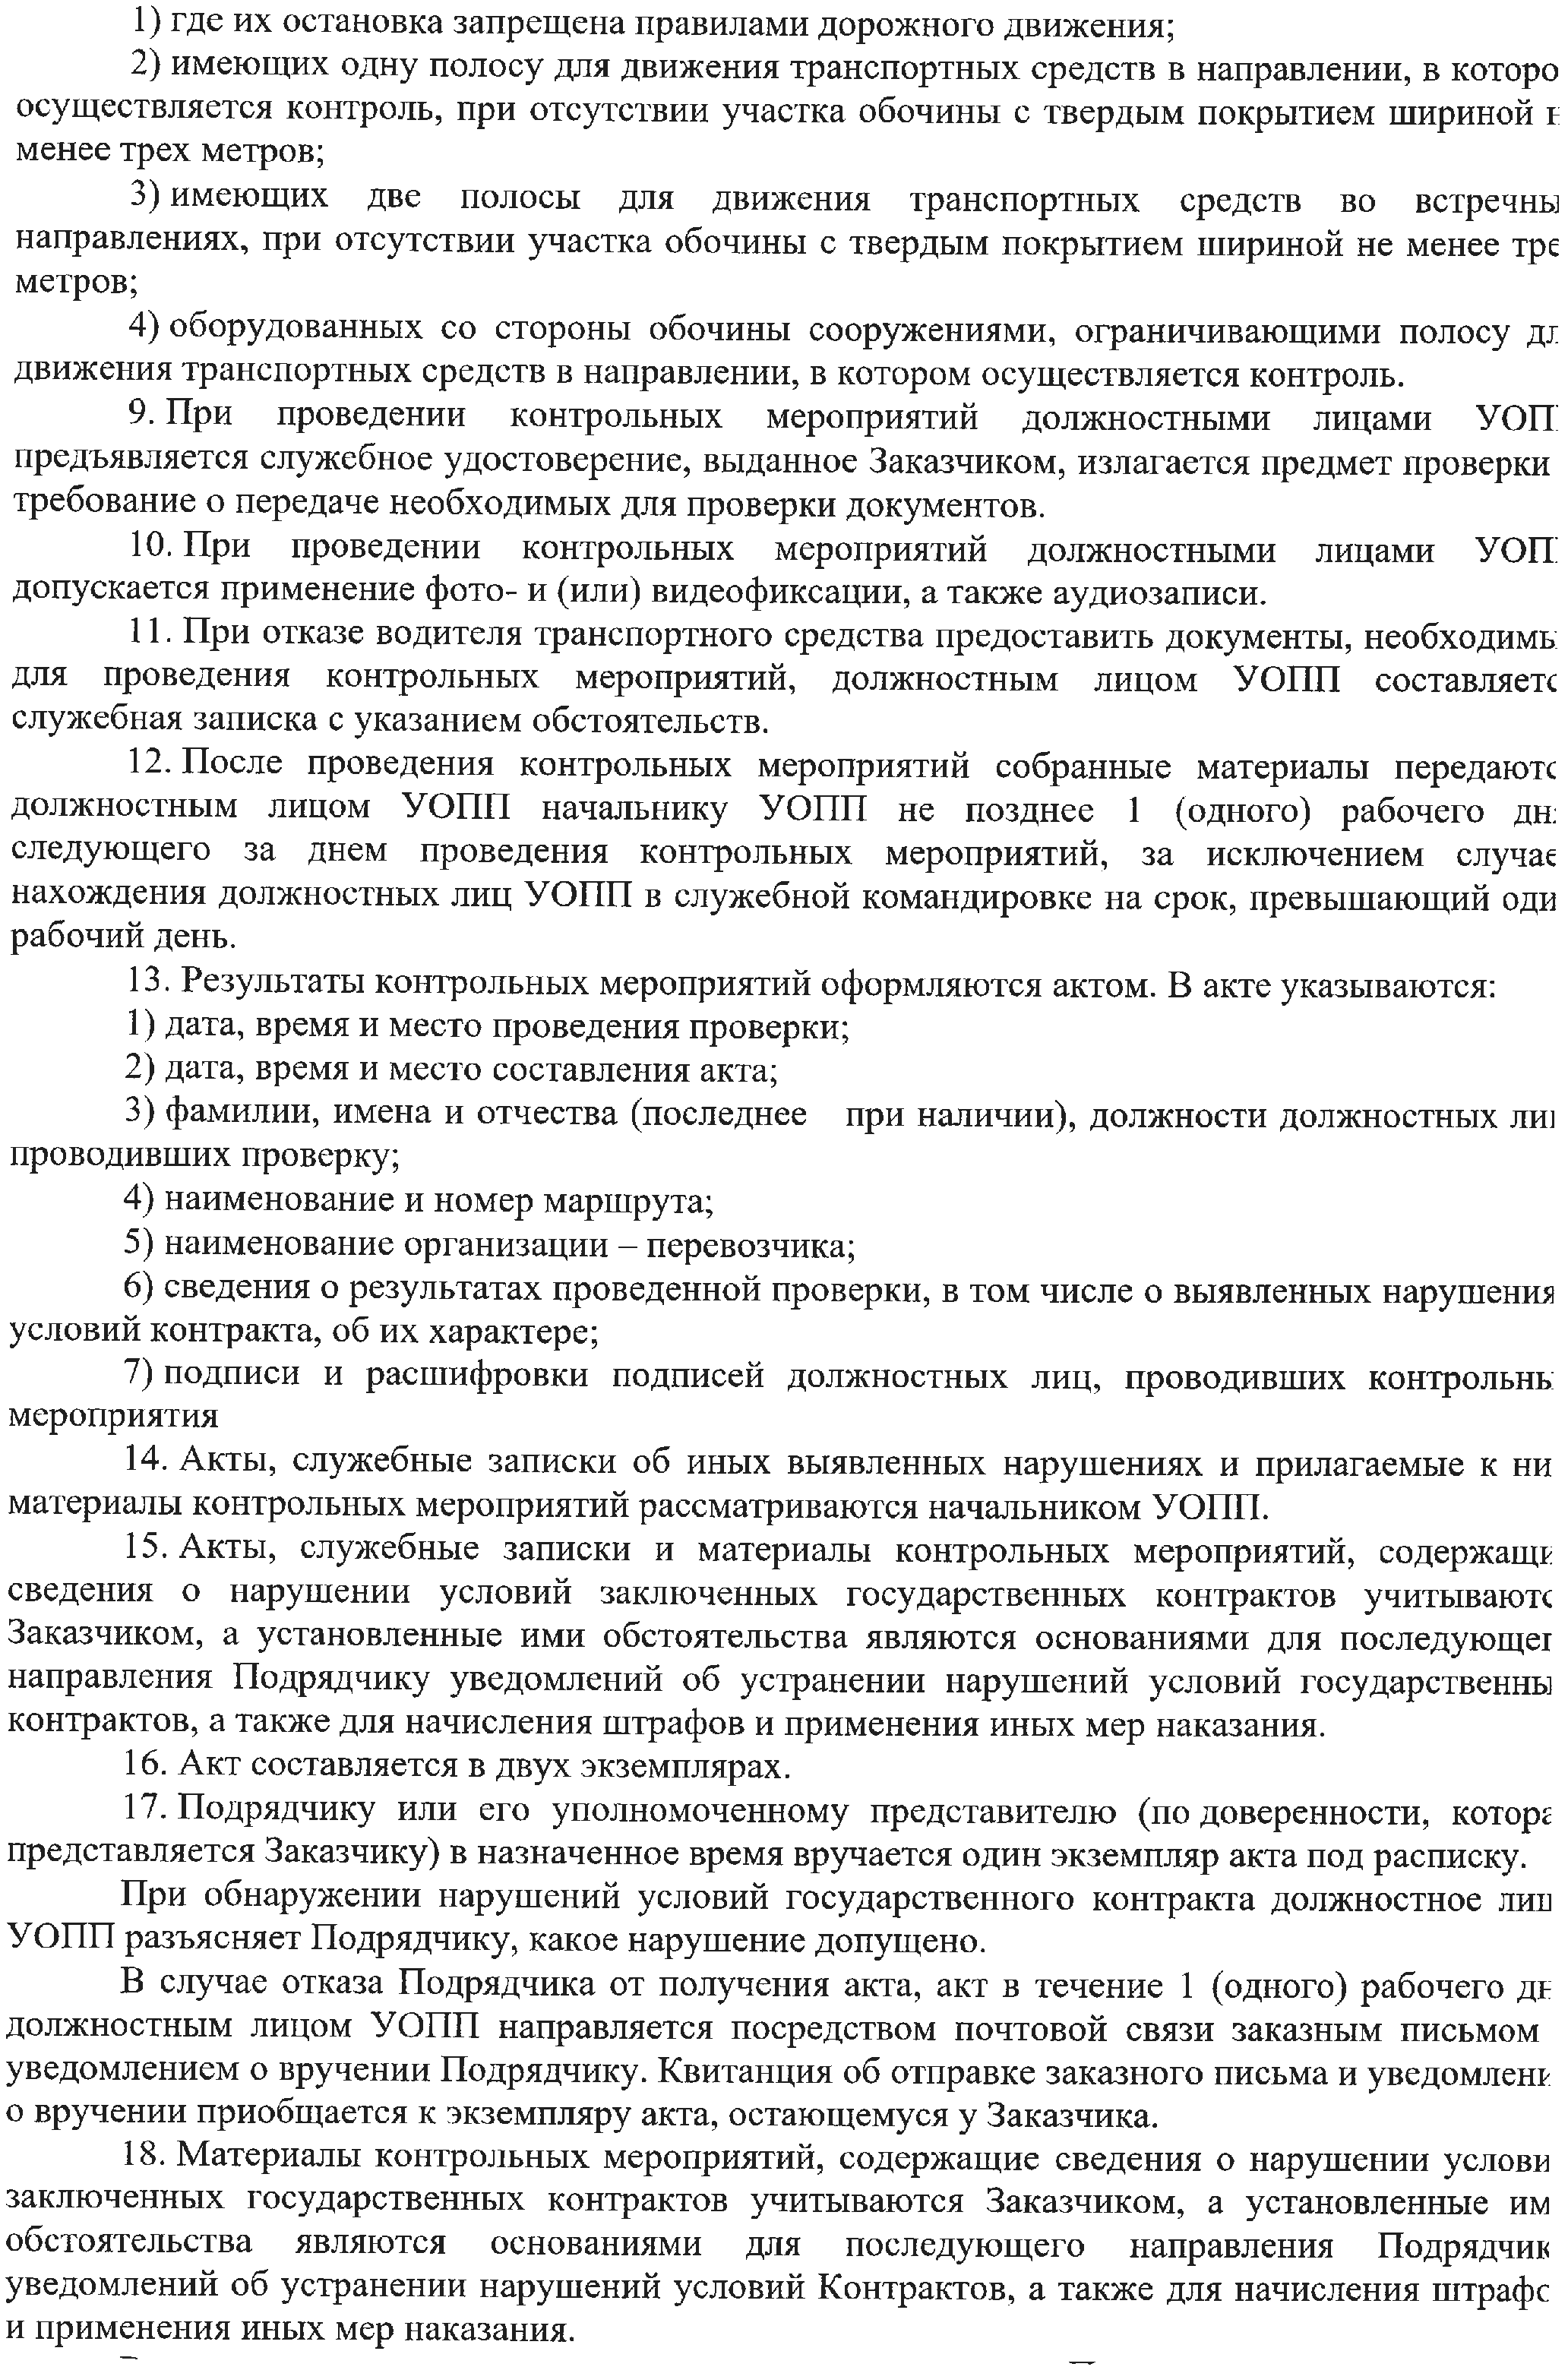 1) где их остановка запрещена правилами дорожного движения;
2) имеющих одну полосу для движения транспортных средств в направлении, в которо
осуществляется контроль, при отсутствии участка обочины с твердым покрытием шириной
менее трех метров;
3) имеющих две полосы для движения транспортных средств во встречны
направлениях, при отсутствии участка обочины с твердым покрытием шириной не менее тре
метров;
4) оборудованных со стороны обочины сооружениями, ограничивающими полосу дл
движения транспортных средств в направлении, в котором осуществляется контроль.
9. При проведении контрольных мероприятий должностными лицами УОП
предъявляется служебное удостоверение, выданное Заказчиком, излагается предмет проверки
требование о передаче необходимых для проверки документов.
10. При проведении контрольных мероприятий должностными лицами УОП
допускается применение фото- и (или) видеофиксации, а также аудиозаписи.
11. При отказе водителя транспортного средства предоставить документы, необходимы
для проведения контрольных мероприятий, должностным лицом УОПП составляетс
служебная записка с указанием обстоятельств.
12. После проведения контрольных мероприятий собранные материалы передаютс
должностным лицом УОПП начальнику УОПП не позднее 1 (одного) рабочего дн
следующего за днем проведения контрольных мероприятий, за исключением случае
нахождения должностных лиц УОПП в служебной командировке на срок, превышающий оди
рабочий день.
13. Результаты контрольных мероприятий оформляются актом. В акте указываются:
1) дата, время и место проведения проверки;
2) дата, время и место составления акта;
3) фамилии, имена и отчества (последнее при наличии), должности должностных ли
проводивших проверку;
4) наименование и номер маршрута;
5) наименование организации – перевозчика;
6) сведения о результатах проведенной проверки, в том числе о выявленных нарушения
условий контракта, об их характере;
7) подписи и расшифровки подписей должностных лиц, проводивших контрольны
мероприятия
14. Акты, служебные записки об иных выявленных нарушениях и прилагаемые к ни
материалы контрольных мероприятий рассматриваются начальником УОПП.
15. Акты, служебные записки и материалы контрольных мероприятий, содержащи
сведения о нарушении условий заключенных государственных контрактов учитываютс
Заказчиком, а установленные ими обстоятельства являются основаниями для последующег
направления Подрядчику уведомлений об устранении нарушений условий государственны
контрактов, а также для начисления штрафов и применения иных мер наказания.
16. Акт составляется в двух экземплярах.
17. Подрядчику или его уполномоченному представителю (по доверенности, котора
представляется Заказчику) в назначенное время вручается один экземпляр акта под расписку.
При обнаружении нарушений условий государственного контракта должностное лиц
УОПП разъясняет Подрядчику, какое нарушение допущено.
В случае отказа Подрядчика от получения акта, акт в течение 1 (одного) рабочего дн
должностным лицом УОПП направляется посредством почтовой связи заказным письмом
уведомлением о вручении Подрядчику. Квитанция об отправке заказного письма и уведомлени
о вручении приобщается к экземпляру акта, остающемуся у Заказчика.
18. Материалы контрольных мероприятий, содержащие сведения о нарушении услови
заключенных государственных контрактов учитываются Заказчиком, а установленные им
обстоятельства являются основаниями для последующего направления Подрядчик
уведомлений об устранении нарушений условий Контрактов, а также для начисления штрафо
и применения иных мер наказания.